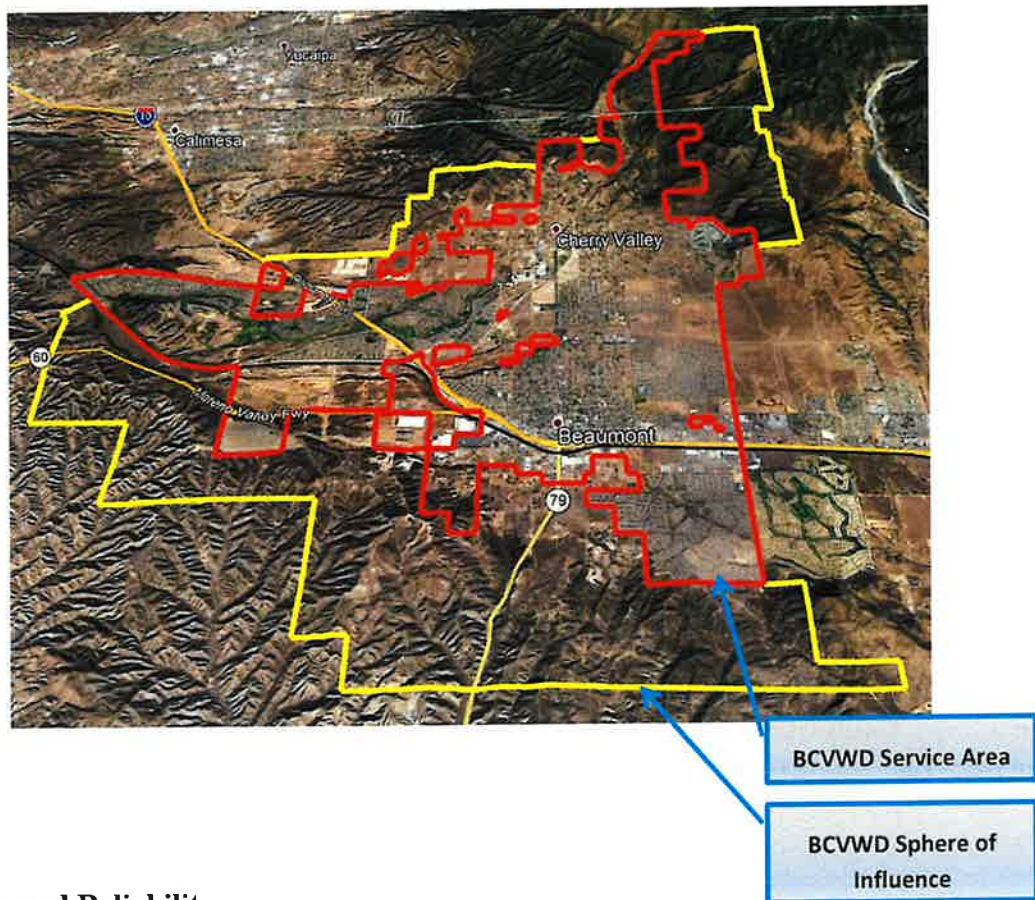 Yucaipa
10
Calimesa
Cherry Valley
60
Moreno Valley Fwy
Beaumont
79
BCVWD Service Area
BCVWD Sphere of
Influence